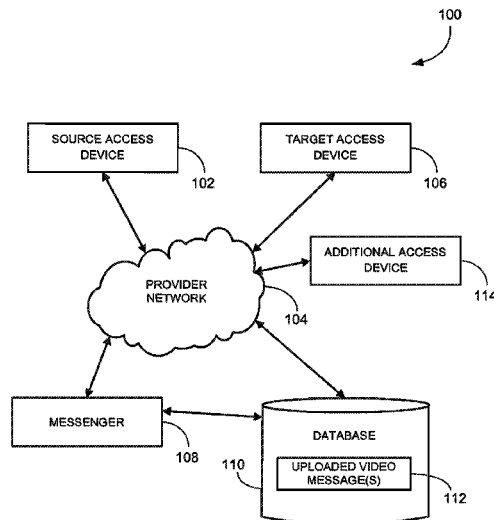 100
SOURCE ACCESS
DEVICE
102
TARGET ACCESS
DEVICE
106
ADDITIONAL ACCESS
DEVICE
114
PROVIDER
NETWORK
104
MESSENGER
108
DATABASE
110
UPLOADED VIDEO
MESSAGE(S)
112